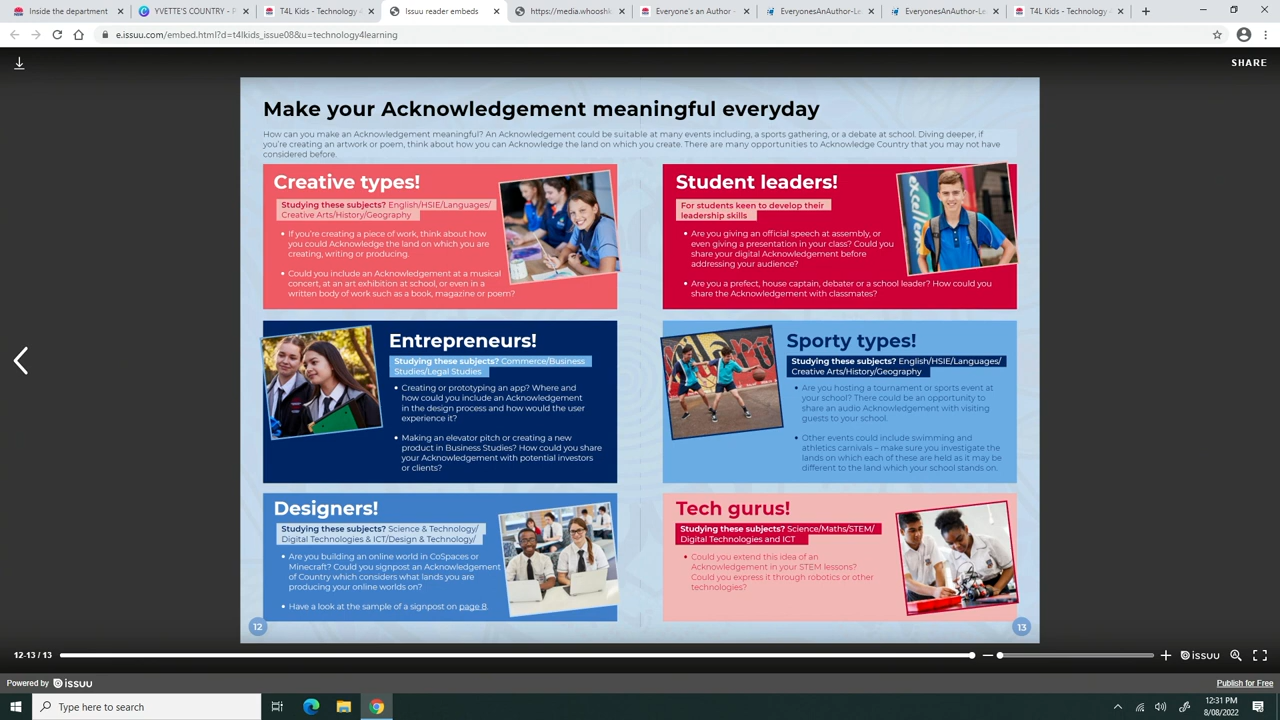 Inside the department
YVETTE'S COUNTRY - P
T4L Kids - Technology 4
Issuu reader embeds
https://media.whooshk
Everyone's an Author -
EveryonesAnAuthor-Le
EveryonesAnAuthor-Le
T4L Kids - Technology 4
e.issuu.com/embed.html?d=t4lkids_issue08&u=technology4learning
SHARE
Make your Acknowledgement meaningful everyday
How can you make an Acknowledgement meaningful? An Acknowledgement could be suitable at many events including, a sports gathering, or a debate at school. Diving deeper, if
you're creating an artwork or poem, think about how you can Acknowledge the land on which you create. There are many opportunities to Acknowledge Country that you may not have
considered before.
Creative types!
Studying these subjects? English/HSIE/Languages/
Creative Arts/History/Geography
• If you're creating a piece of work, think about how
you could Acknowledge the land on which you are
creating, writing or producing.
• Could you include an Acknowledgement at a musical
concert, at an art exhibition at school, or even in a
written body of work such as a book, magazine or poem?
Student leaders!
For students keen to develop their
leadership skills
• Are you giving an official speech at assembly, or
even giving a presentation in your class? Could you
share your digital Acknowledgement before
addressing your audience?
• Are you a prefect, house captain, debater or a school leader? How could you
share the Acknowledgement with classmates?
Entrepreneurs!
Studying these subjects? Commerce/Business
Studies/Legal Studies
• Creating or prototyping an app? Where and
how could you include an Acknowledgement
in the design process and how would the user
experience it?
• Making an elevator pitch or creating a new
product in Business Studies? How could you share
your Acknowledgement with potential investors
or clients?
Sporty types!
Studying these subjects? English/HSIE/Languages/
Creative Arts/History/Geography
• Are you hosting a tournament or sports event at
your school? There could be an opportunity to
share an audio Acknowledgement with visiting
guests to your school.
• Other events could include swimming and
athletics carnivals – make sure you investigate the
lands on which each of these are held as it may be
different to the land which your school stands on.
Designers!
Studying these subjects? Science & Technology/
Digital Technologies & ICT/Design & Technology/
• Are you building an online world in CoSpaces or
Minecraft? Could you signpost an Acknowledgement
of Country which considers what lands you are
producing your online worlds on?
• Have a look at the sample of a signpost on page 8.
Tech gurus!
Studying these subjects? Science/Maths/STEM/
Digital Technologies and ICT
• Could you extend this idea of an
Acknowledgement in your STEM lessons?
Could you express it through robotics or other
technologies?
12
13
12-13 / 13
issuu
Powered by issuu
Publish for Free
Type here to search
12:31 PM
8/08/2022